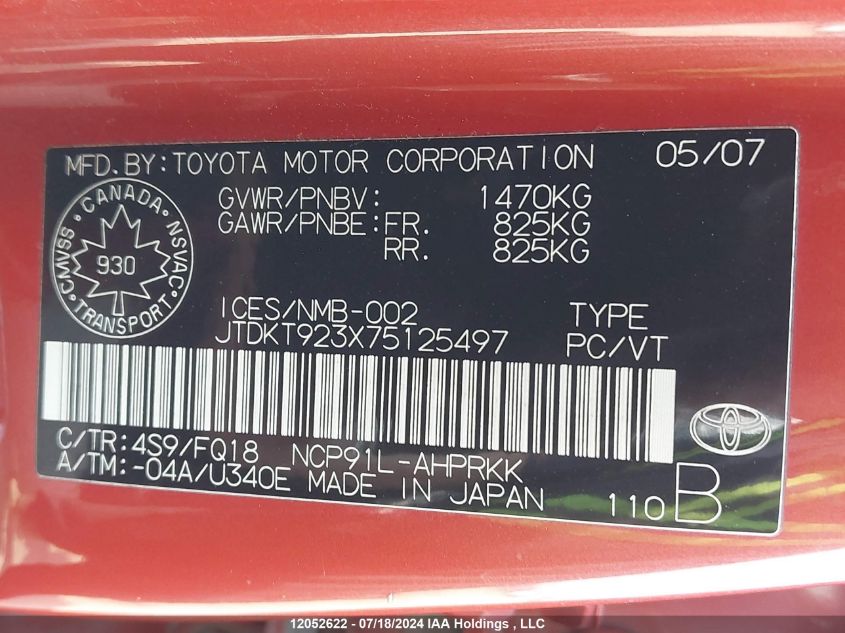 MFD. BY: TOYOTA MOTOR CORPORATION 05/07
GVWR/PNBV: 1470KG
GAWR/PNBE: FR. 825KG
RR. 825KG
CANADA
CMVSS NSVAC
930
TRANSPORT
ICES/NMB-002 TYPE
JTDKT923X75125497 PC/VT
C/TR: 4S9/FQ18 NCP91L-AHPRKK
A/TM: -04A/U340E MADE IN JAPAN 110 B
12052622 - 07/18/2024 IAA Holdings , LLC